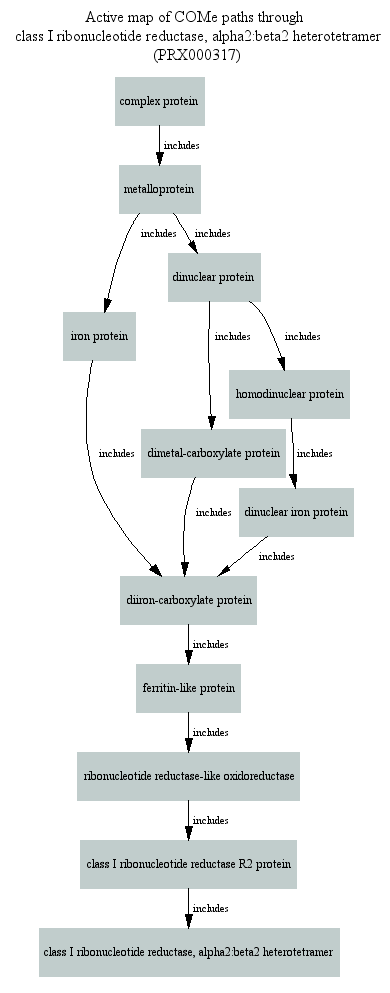 Active map of COMe paths through
class I ribonucleotide reductase, alpha2:beta2 heterotetramer
(PRX000317)
complex protein
includes
metalloprotein
includes
includes
dinuclear protein
iron protein
includes
includes
homodinuclear protein
includes
dimetal-carboxylate protein
includes
includes
dinuclear iron protein
includes
diiron-carboxylate protein
includes
ferritin-like protein
includes
ribonucleotide reductase-like oxidoreductase
includes
class I ribonucleotide reductase R2 protein
includes
class I ribonucleotide reductase, alpha2:beta2 heterotetramer